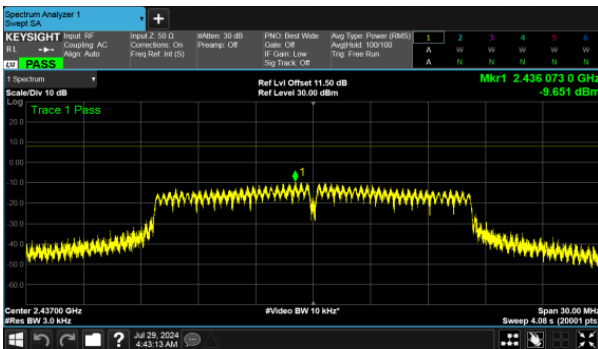 Spectrum Analyzer 1
Swept SA
+
KEYSIGHT Input: RF Input Z: 50 Ω #Atten: 30 dB PNO: Best Wide Avg Type: Power (RMS) 1 2 3 4 5 6
RL Coupling: AC Corrections: On Preamp: Off Gate: Off Avg|Hold: 100/100 A W W W W W
Align: Auto Freq Ref: Int (S) IF Gain: Low Trig: Free Run
LXI PASS Sig Track: Off A N N N N N
1 Spectrum Ref Lvl Offset 11.50 dB Mkr1 2.436 073 0 GHz
Scale/Div 10 dB Ref Level 30.00 dBm -9.651 dBm
Log
Trace 1 Pass
20.0
10.0
0.00
1
-10.0
-20.0
-30.0
-40.0
-50.0
-60.0
Center 2.43700 GHz #Video BW 10 kHz* Span 30.00 MHz
#Res BW 3.0 kHz Sweep 4.08 s (20001 pts)
? Jul 29, 2024
4:43:13 AM